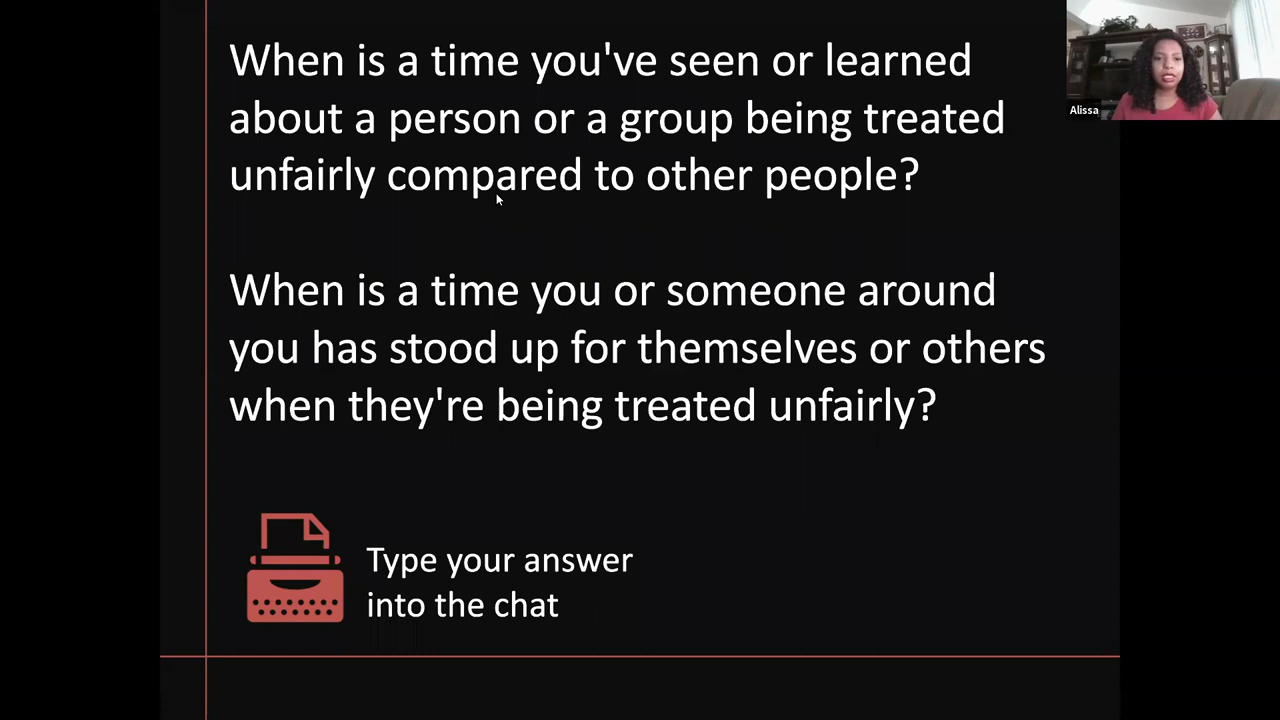 When is a time you've seen or learned
about a person or a group being treated
unfairly compared to other people?
When is a time you or someone around
you has stood up for themselves or others
when they're being treated unfairly?
Type your answer
into the chat
Alissa